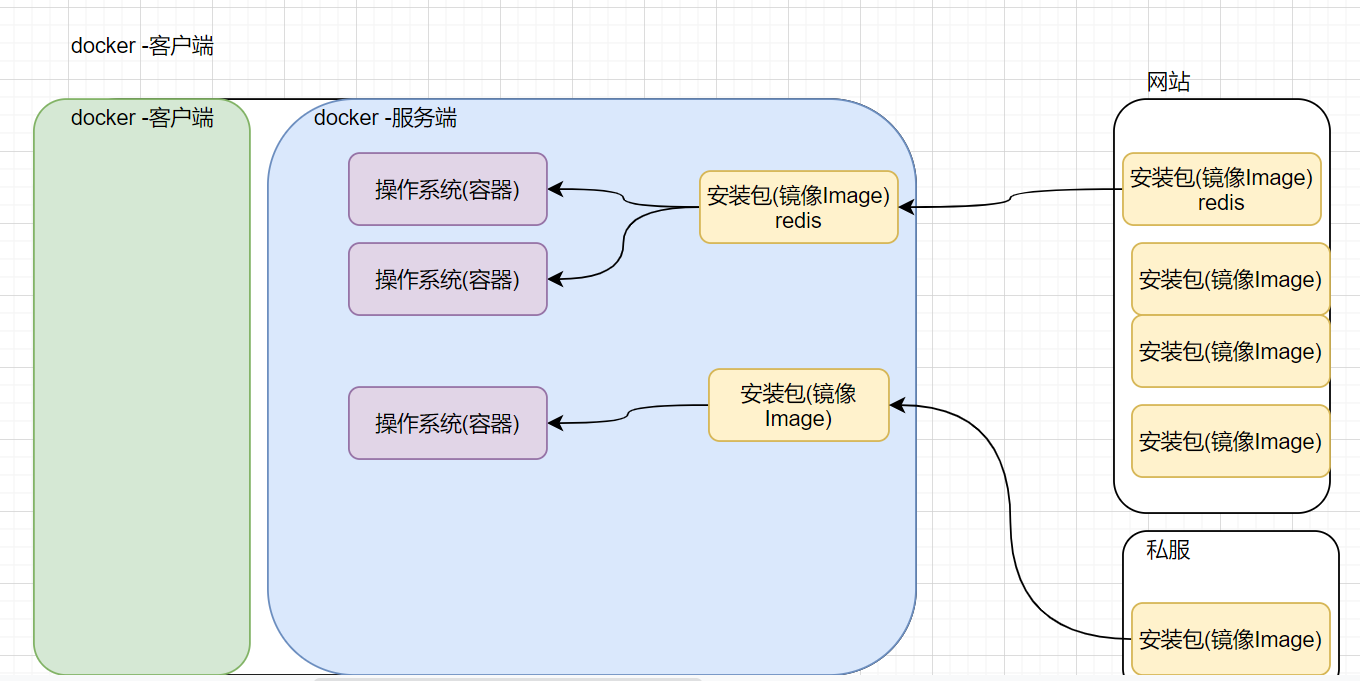 docker -客户端
网站
docker -客户端
docker -服务端
操作系统(容器)
安装包(镜像Image)
redis
安装包(镜像Image)
redis
操作系统(容器)
安装包(镜像Image)
安装包(镜像Image)
操作系统(容器)
安装包(镜像
Image)
安装包(镜像Image)
私服
安装包(镜像Image)